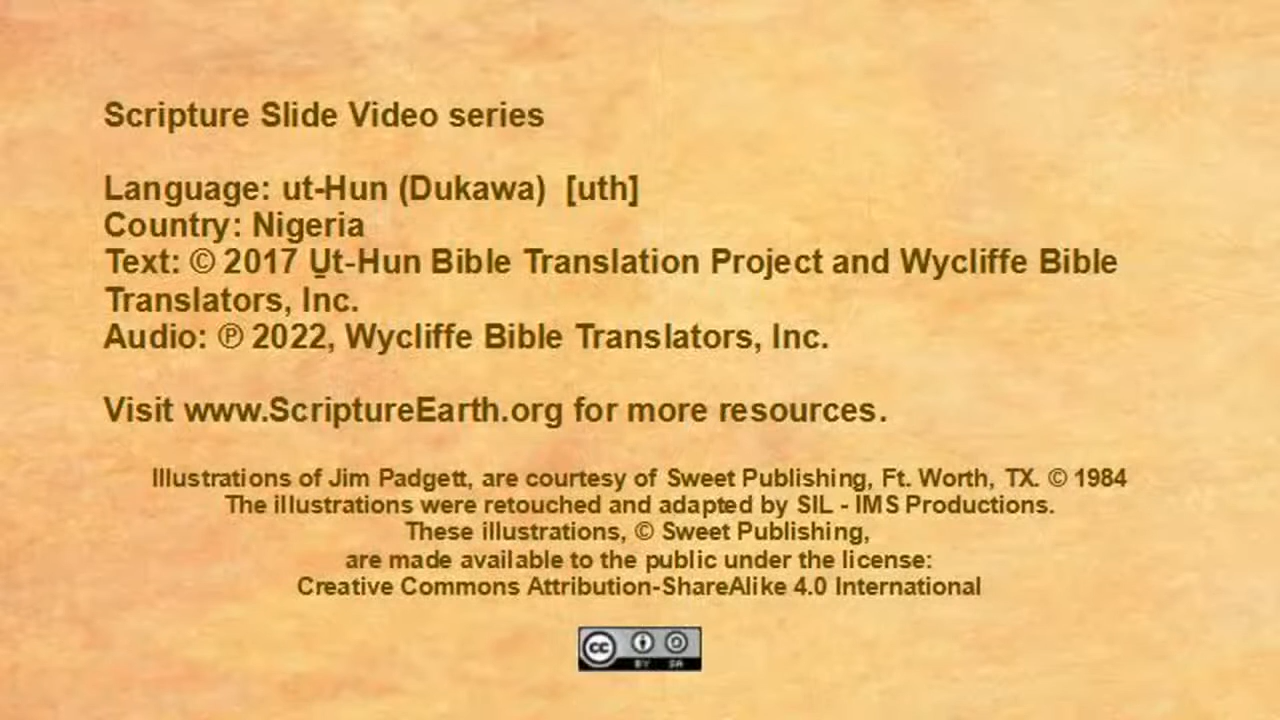 Scripture Slide Video series
Language: ut-Hun (Dukawa) [uth]
Country: Nigeria
Text: © 2017 U̱t-Hun Bible Translation Project and Wycliffe Bible
Translators, Inc.
Audio: ℗ 2022, Wycliffe Bible Translators, Inc.
Visit www.ScriptureEarth.org for more resources.
Illustrations of Jim Padgett, are courtesy of Sweet Publishing, Ft. Worth, TX. © 1984
The illustrations were retouched and adapted by SIL - IMS Productions.
These illustrations, © Sweet Publishing,
are made available to the public under the license:
Creative Commons Attribution-ShareAlike 4.0 International
cc BY SA